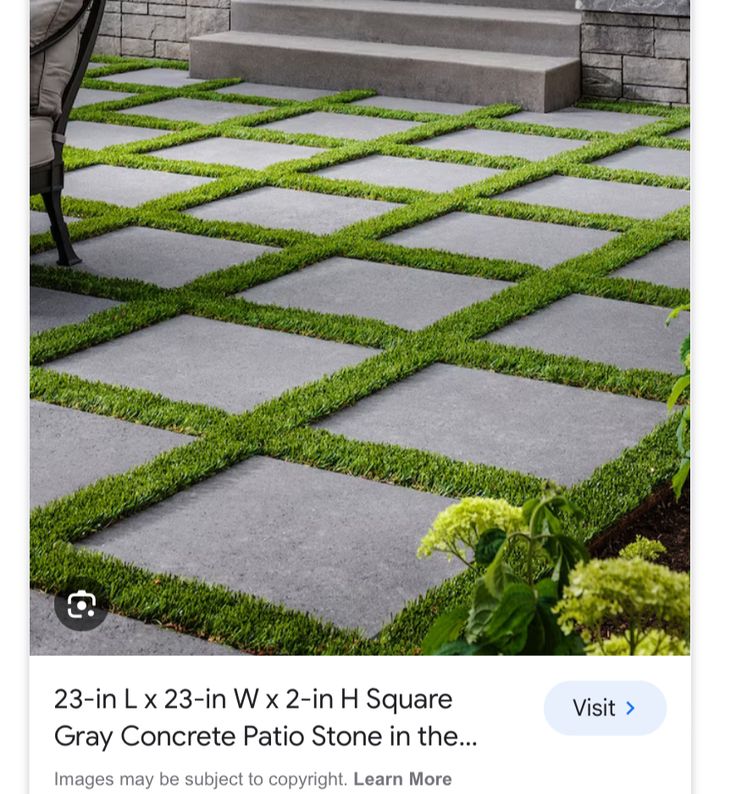 23-in L x 23-in W x 2-in H Square
Gray Concrete Patio Stone in the...
Visit >
Images may be subject to copyright. Learn More